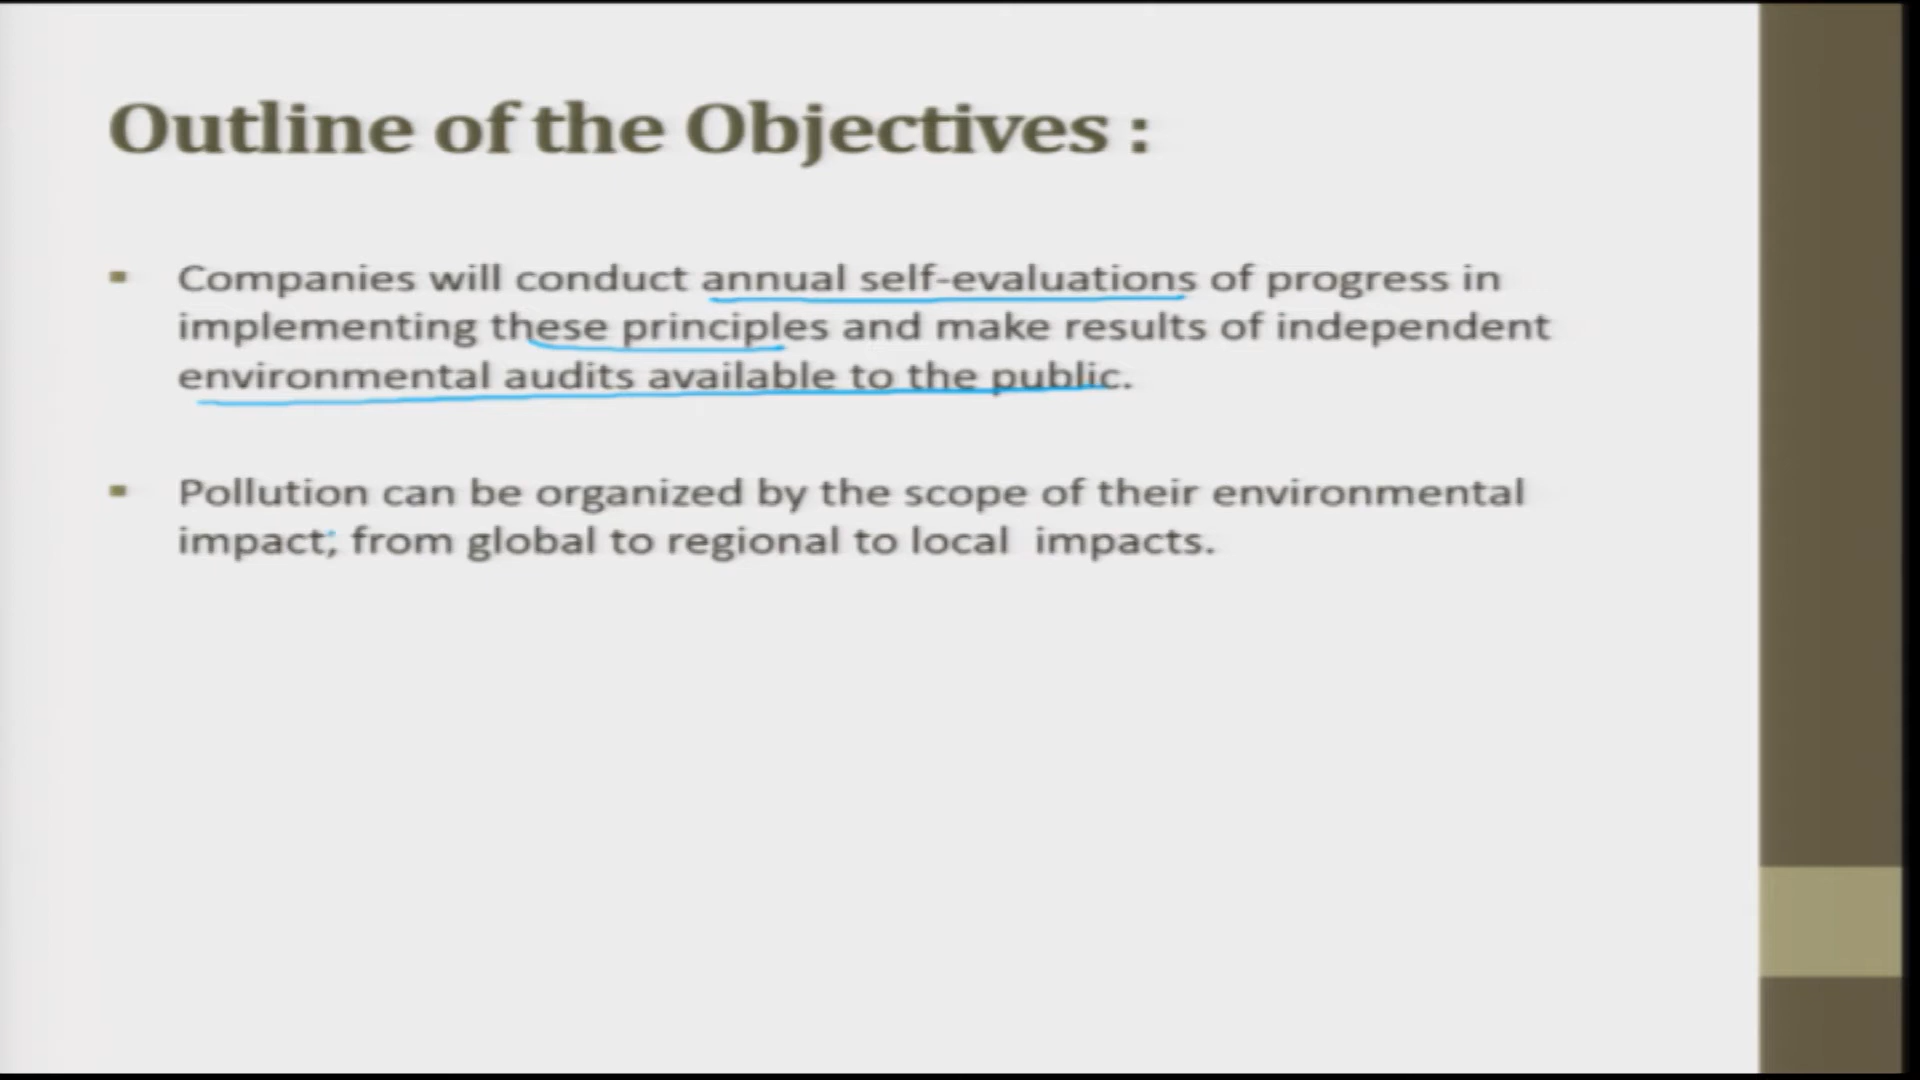 Outline of the Objectives :
Companies will conduct annual self-evaluations of progress in
implementing these principles and make results of independent
environmental audits available to the public.
Pollution can be organized by the scope of their environmental
impact; from global to regional to local impacts.